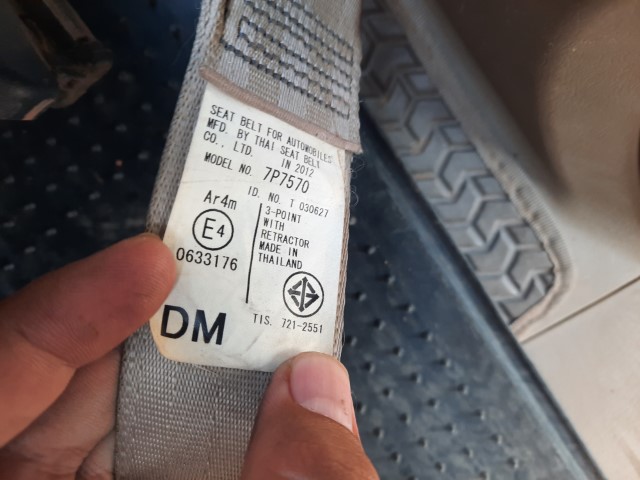 SEAT BELT FOR AUTOMOBILES
MFD. BY THAI SEAT BELT
CO., LTD. IN 2012
MODEL NO. 7P7570
ID. NO. T 030627
Ar4m
E4
0633176
3-POINT
WITH
RETRACTOR
MADE IN
THAILAND
DM
TIS. 721-2551